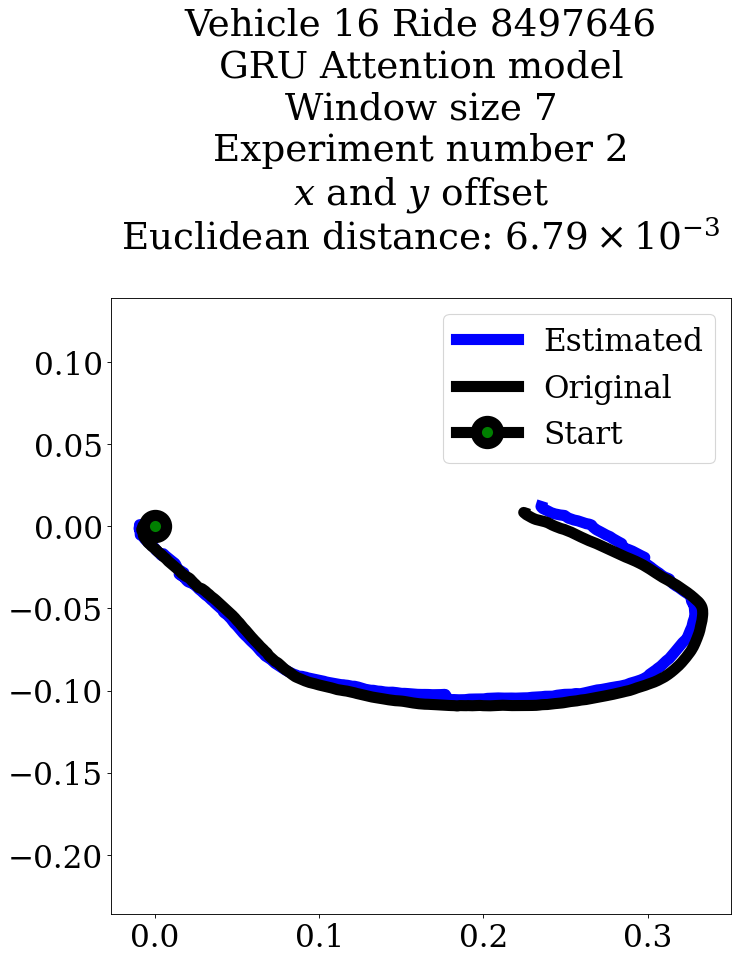 Vehicle 16 Ride 8497646
GRU Attention model
Window size 7
Experiment number 2
x and y offset
Euclidean distance: 6.79 × 10⁻³
Estimated
Original
Start
0.10
0.05
0.00
−0.05
−0.10
−0.15
−0.20
0.0 0.1 0.2 0.3